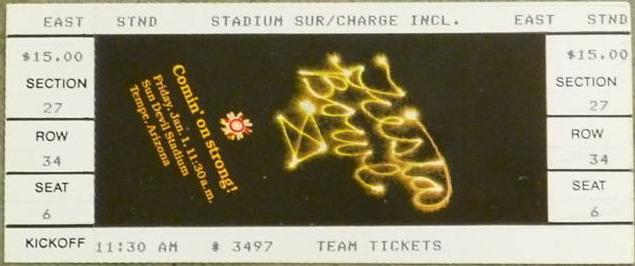 EAST STND STADIUM SUR/CHARGE INCL. EAST STND
$15.00
SECTION
27
ROW
34
SEAT
6
KICKOFF 11:30 AM # 3497 TEAM TICKETS
Comin' on strong!
Friday, Jan. 1, 11:30 a.m.
Sun Devil Stadium
Tempe, Arizona
Fiesta
Bowl
$15.00
SECTION
27
ROW
34
SEAT
6